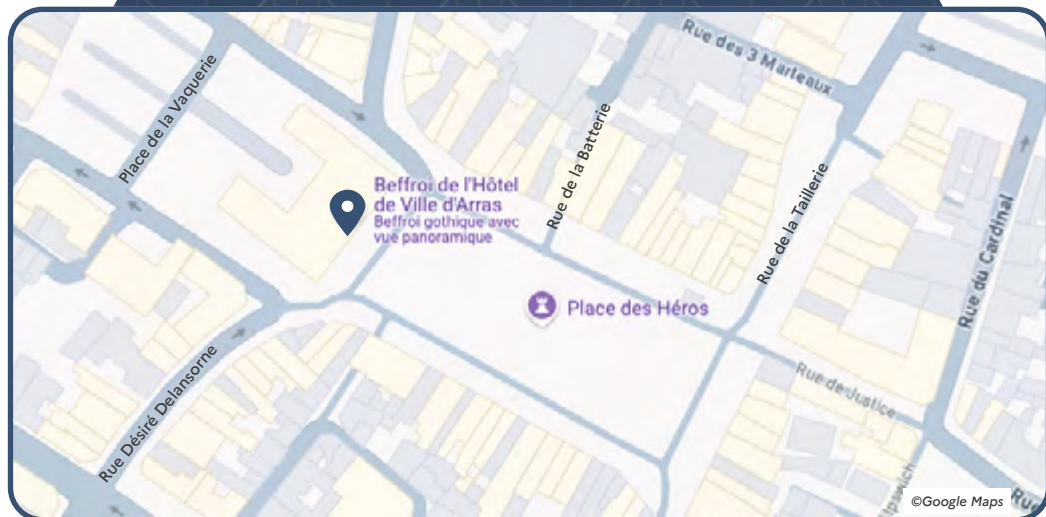 Rue des 3 Marteaux
Place de la Vaquerie
Rue de la Batterie
Beffroi de l'Hôtel
de Ville d'Arras
Beffroi gothique avec
vue panoramique
Rue de la Taillerie
Rue du Cardinal
Place des Héros
Rue Désiré Delansorne
Rue de Justice
©Google Maps
Rue